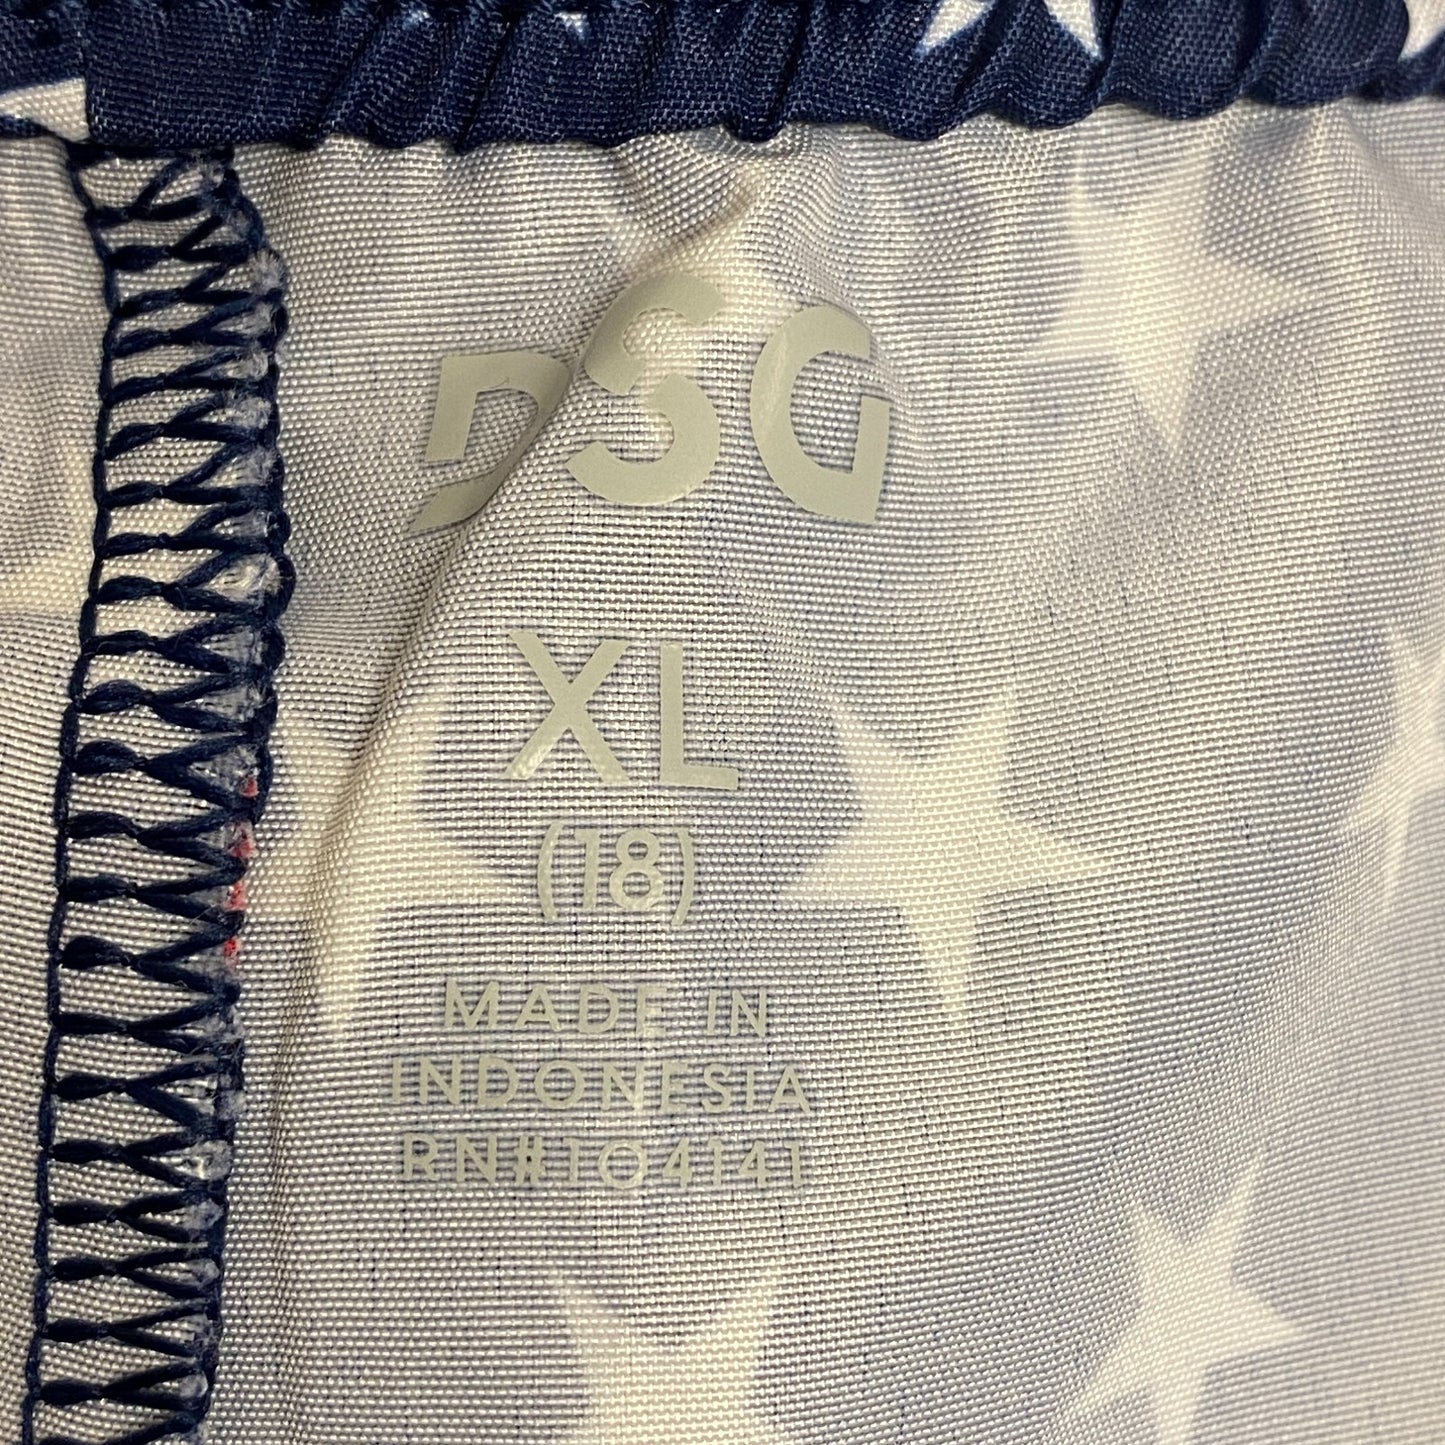 DSG
XL
(18)
MADE IN
INDONESIA
RN#104141